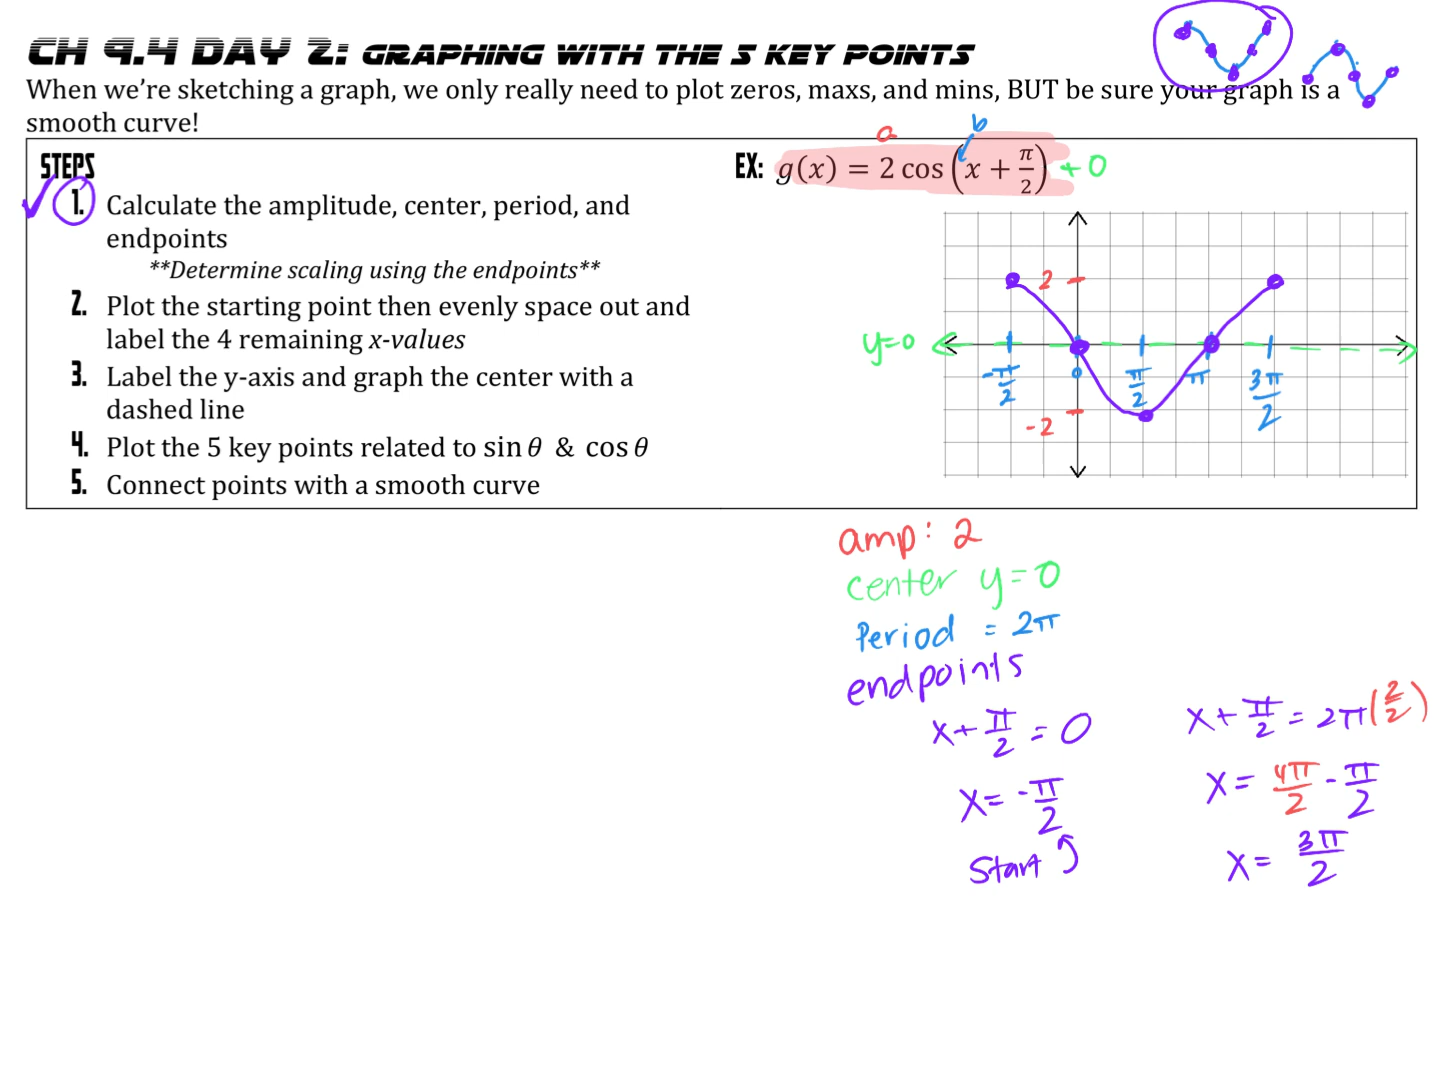 CH 9.4 DAY 2: GRAPHING WITH THE 5 KEY POINTS
When we're sketching a graph, we only really need to plot zeros, maxs, and mins, BUT be sure your graph is a
smooth curve!
STEPS
1. Calculate the amplitude, center, period, and
endpoints
**Determine scaling using the endpoints**
2. Plot the starting point then evenly space out and
label the 4 remaining x-values
3. Label the y-axis and graph the center with a
dashed line
4. Plot the 5 key points related to sin θ & cos θ
5. Connect points with a smooth curve
a b
EX: g(x) = 2 cos (x + π/2) + 0
2
y=0
-π/2 0 π/2 π 3π/2
-2
amp: 2
center y=0
Period = 2π
endpoints
x+π/2 = 0
x= -π/2
Start
x+π/2 = 2π(2/2)
x= 4π/2 - π/2
x= 3π/2